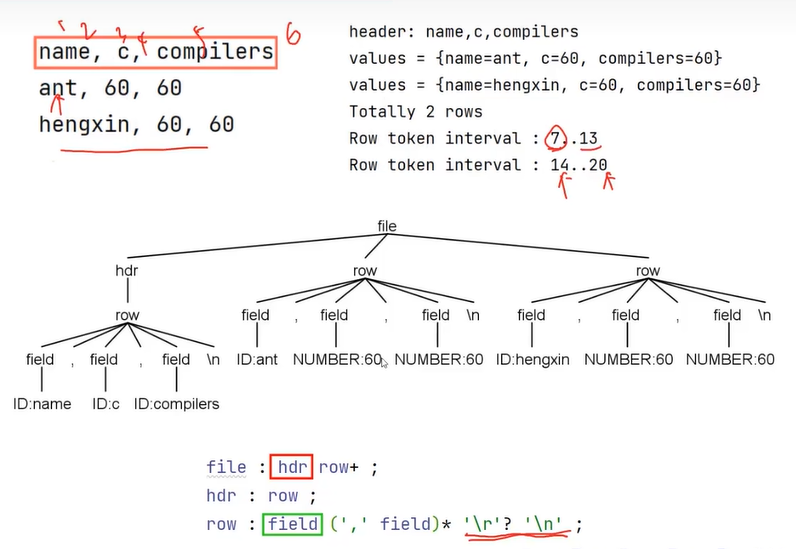 1 2 3 4 5 6
name, c, compilers
ant, 60, 60
hengxin, 60, 60
header: name,c,compilers
values = {name=ant, c=60, compilers=60}
values = {name=hengxin, c=60, compilers=60}
Totally 2 rows
Row token interval : 7..13
Row token interval : 14..20
file
hdr row row
row field , field , field \n field , field , field \n
field , field , field \n ID:ant NUMBER:60 NUMBER:60 ID:hengxin NUMBER:60 NUMBER:60
ID:name ID:c ID:compilers
file : hdr row+ ;
hdr : row ;
row : field (',' field)* '\r'? '\n' ;